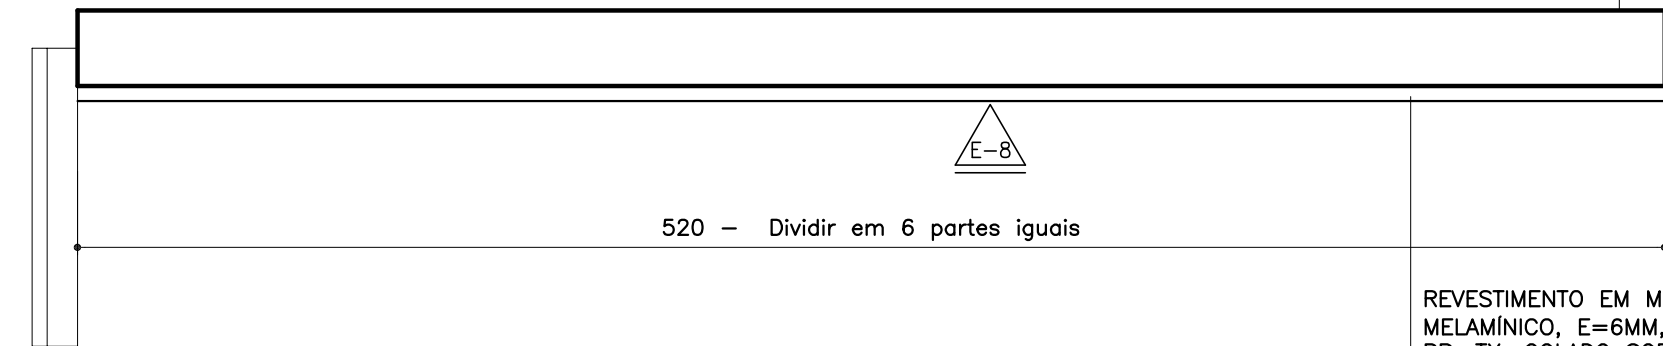 E-8
520 - Dividir em 6 partes iguais
REVESTIMENTO EM M
MELAMÍNICO, E=6MM,